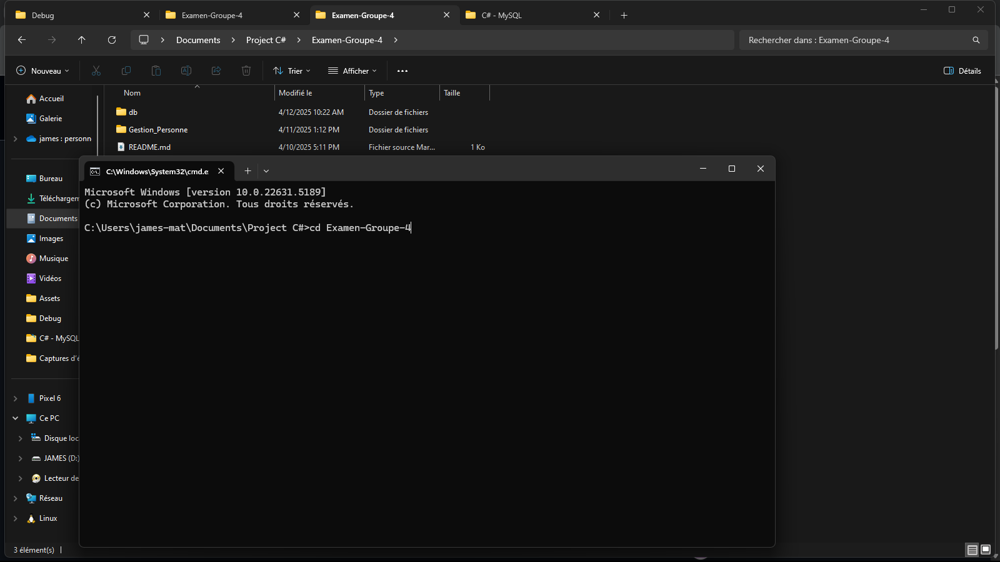 Debug
Examen-Groupe-4
Examen-Groupe-4
C# - MySQL
Documents
Project C#
Examen-Groupe-4
Rechercher dans : Examen-Groupe-4
Nouveau
Trier
Afficher
Détails
Nom
Modifié le
Type
Taille
db
4/12/2025 10:22 AM
Dossier de fichiers
Gestion_Personne
4/11/2025 1:12 PM
Dossier de fichiers
README.md
4/10/2025 5:11 PM
Fichier source Mar...
1 Ko
Accueil
Galerie
james : personn
Bureau
Téléchargem
Documents
Images
Musique
Vidéos
Assets
Debug
C# - MySQL
Captures d'é
Pixel 6
Ce PC
Disque loc
JAMES (D:)
Lecteur de
Réseau
Linux
C:\Windows\System32\cmd.e
Microsoft Windows [version 10.0.22631.5189]
(c) Microsoft Corporation. Tous droits réservés.
C:\Users\james-mat\Documents\Project C#>cd Examen-Groupe-4
3 élément(s)